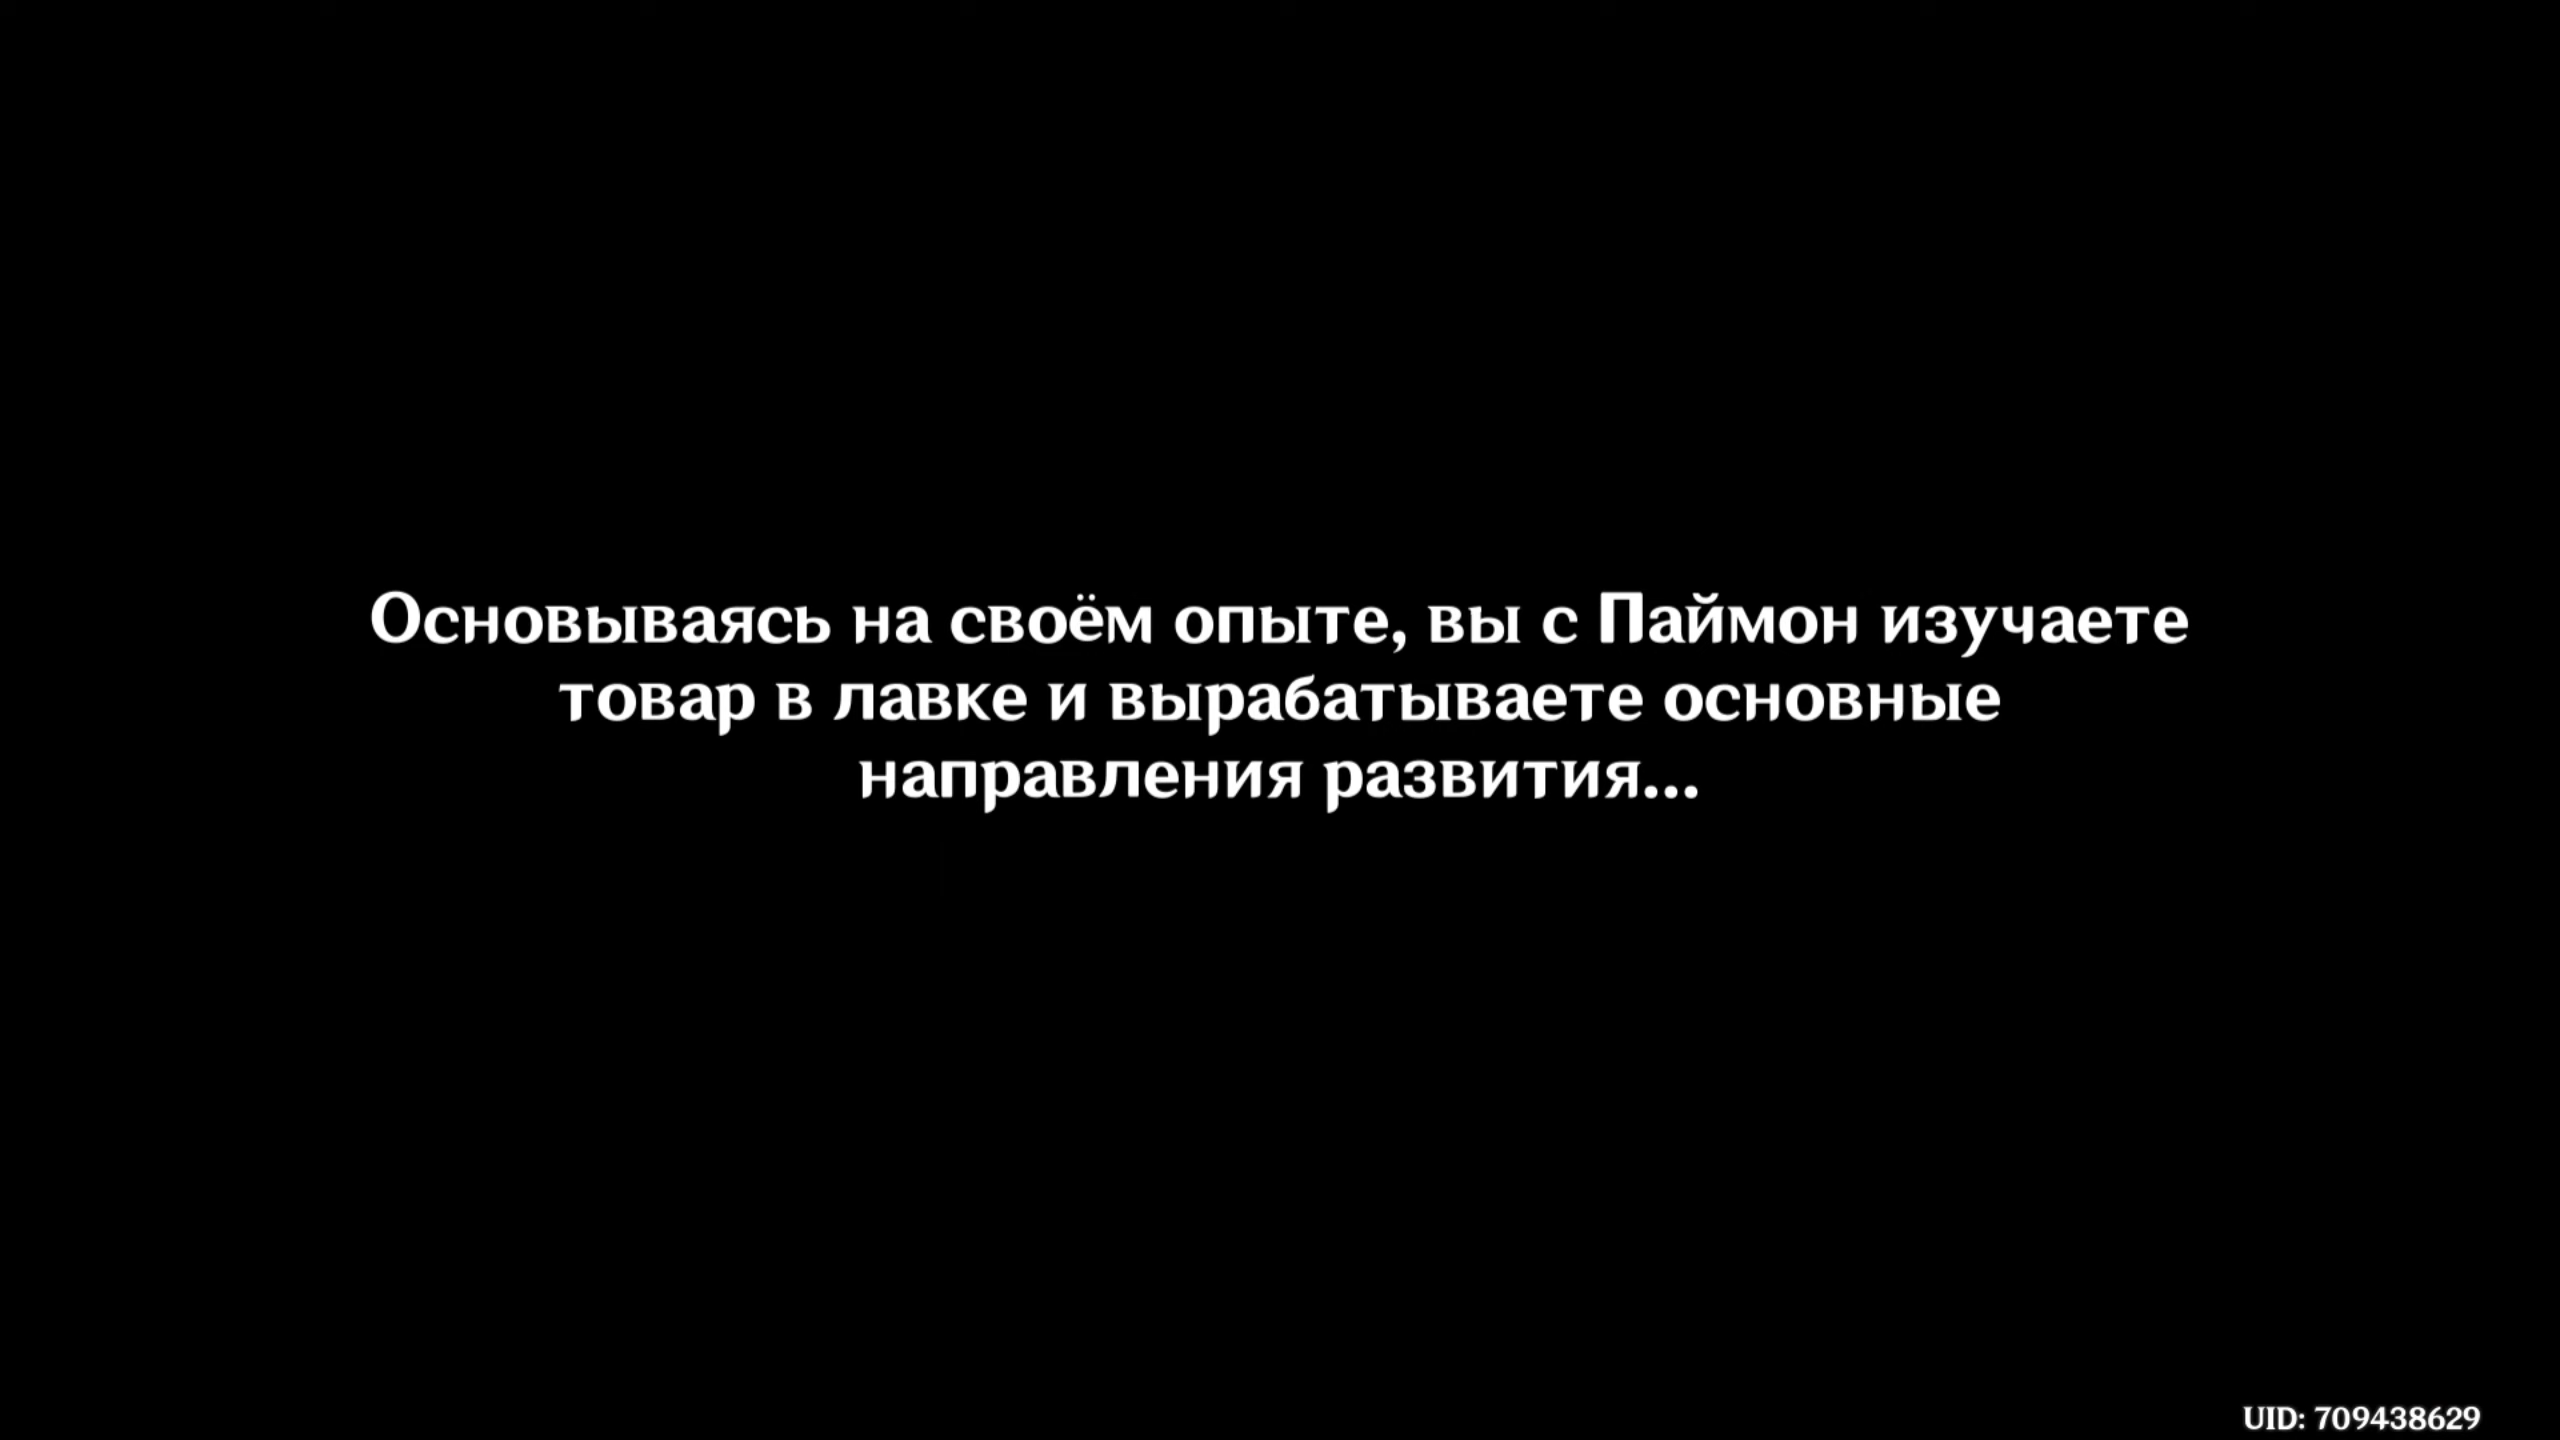 Основываясь на своём опыте, вы с Паймон изучаете
товар в лавке и вырабатываете основные
направления развития...
UID: 709438629